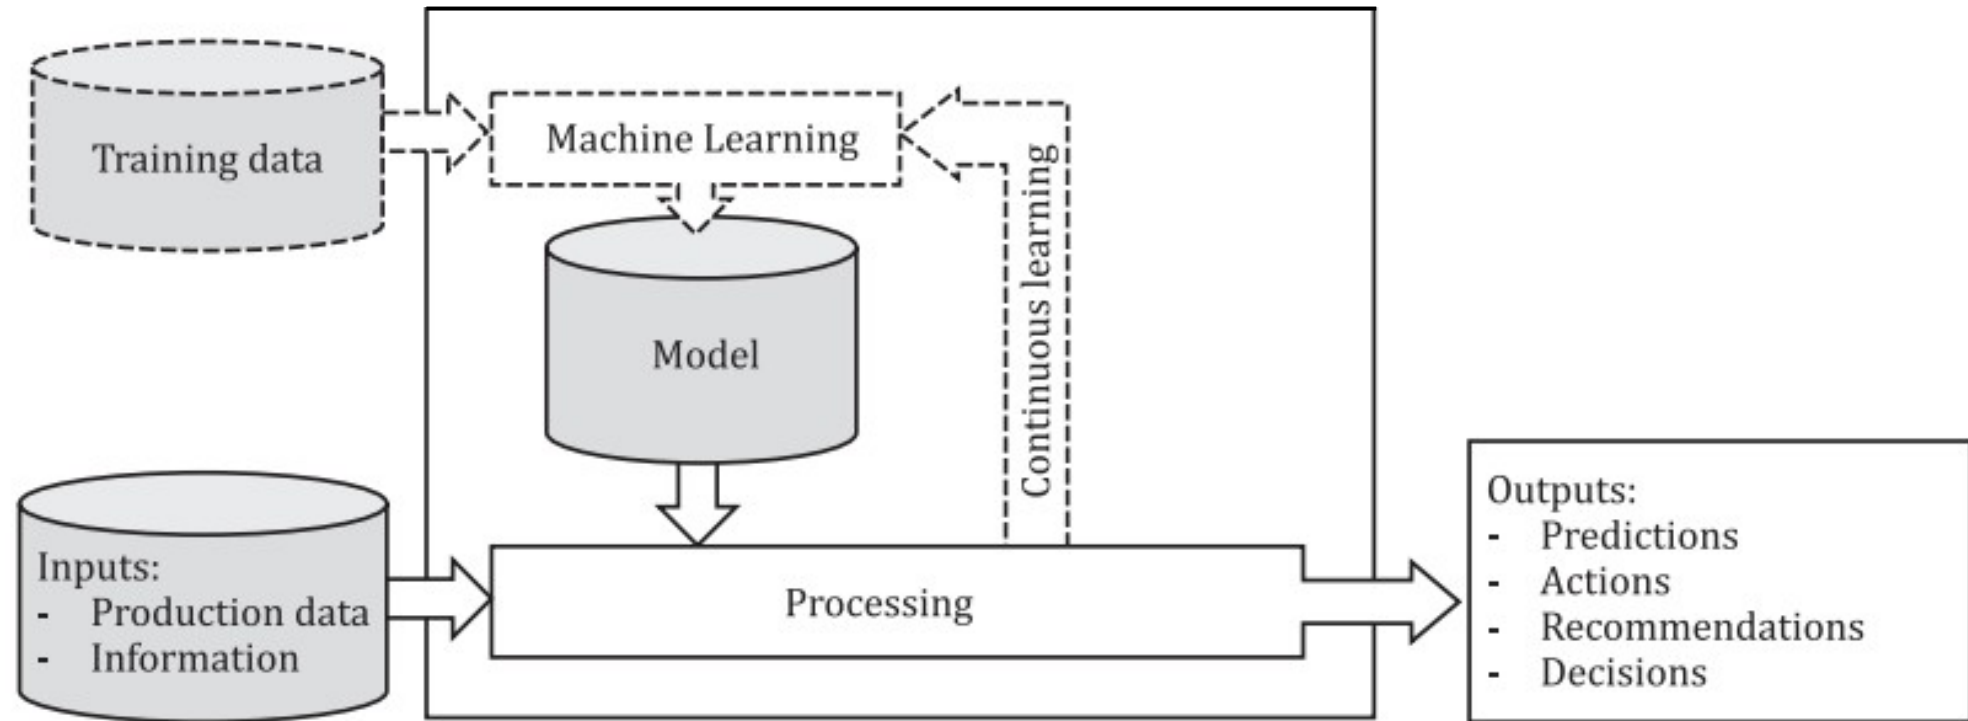 Training data
Machine Learning
Continuous learning
Model
Inputs:
- Production data
- Information
Processing
Outputs:
- Predictions
- Actions
- Recommendations
- Decisions